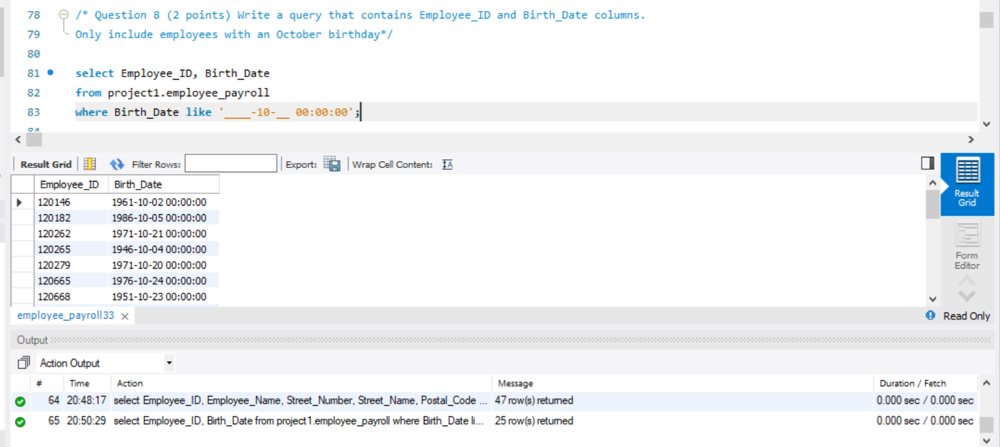 78 /* Question 8 (2 points) Write a query that contains Employee_ID and Birth_Date columns.
79 Only include employees with an October birthday*/
80
81 select Employee_ID, Birth_Date
82 from project1.employee_payroll
83 where Birth_Date like '____-10-__ 00:00:00';
84
Result Grid Filter Rows: Export: Wrap Cell Content:
Employee_ID Birth_Date
120146 1961-10-02 00:00:00
120182 1986-10-05 00:00:00
120262 1971-10-21 00:00:00
120265 1946-10-04 00:00:00
120279 1971-10-20 00:00:00
120665 1976-10-24 00:00:00
120668 1951-10-23 00:00:00
Result
Grid
Form
Editor
employee_payroll33 Read Only
Output
Action Output
# Time Action Message Duration / Fetch
64 20:48:17 select Employee_ID, Employee_Name, Street_Number, Street_Name, Postal_Code ... 47 row(s) returned 0.000 sec / 0.000 sec
65 20:50:29 select Employee_ID, Birth_Date from project1.employee_payroll where Birth_Date li... 25 row(s) returned 0.000 sec / 0.000 sec